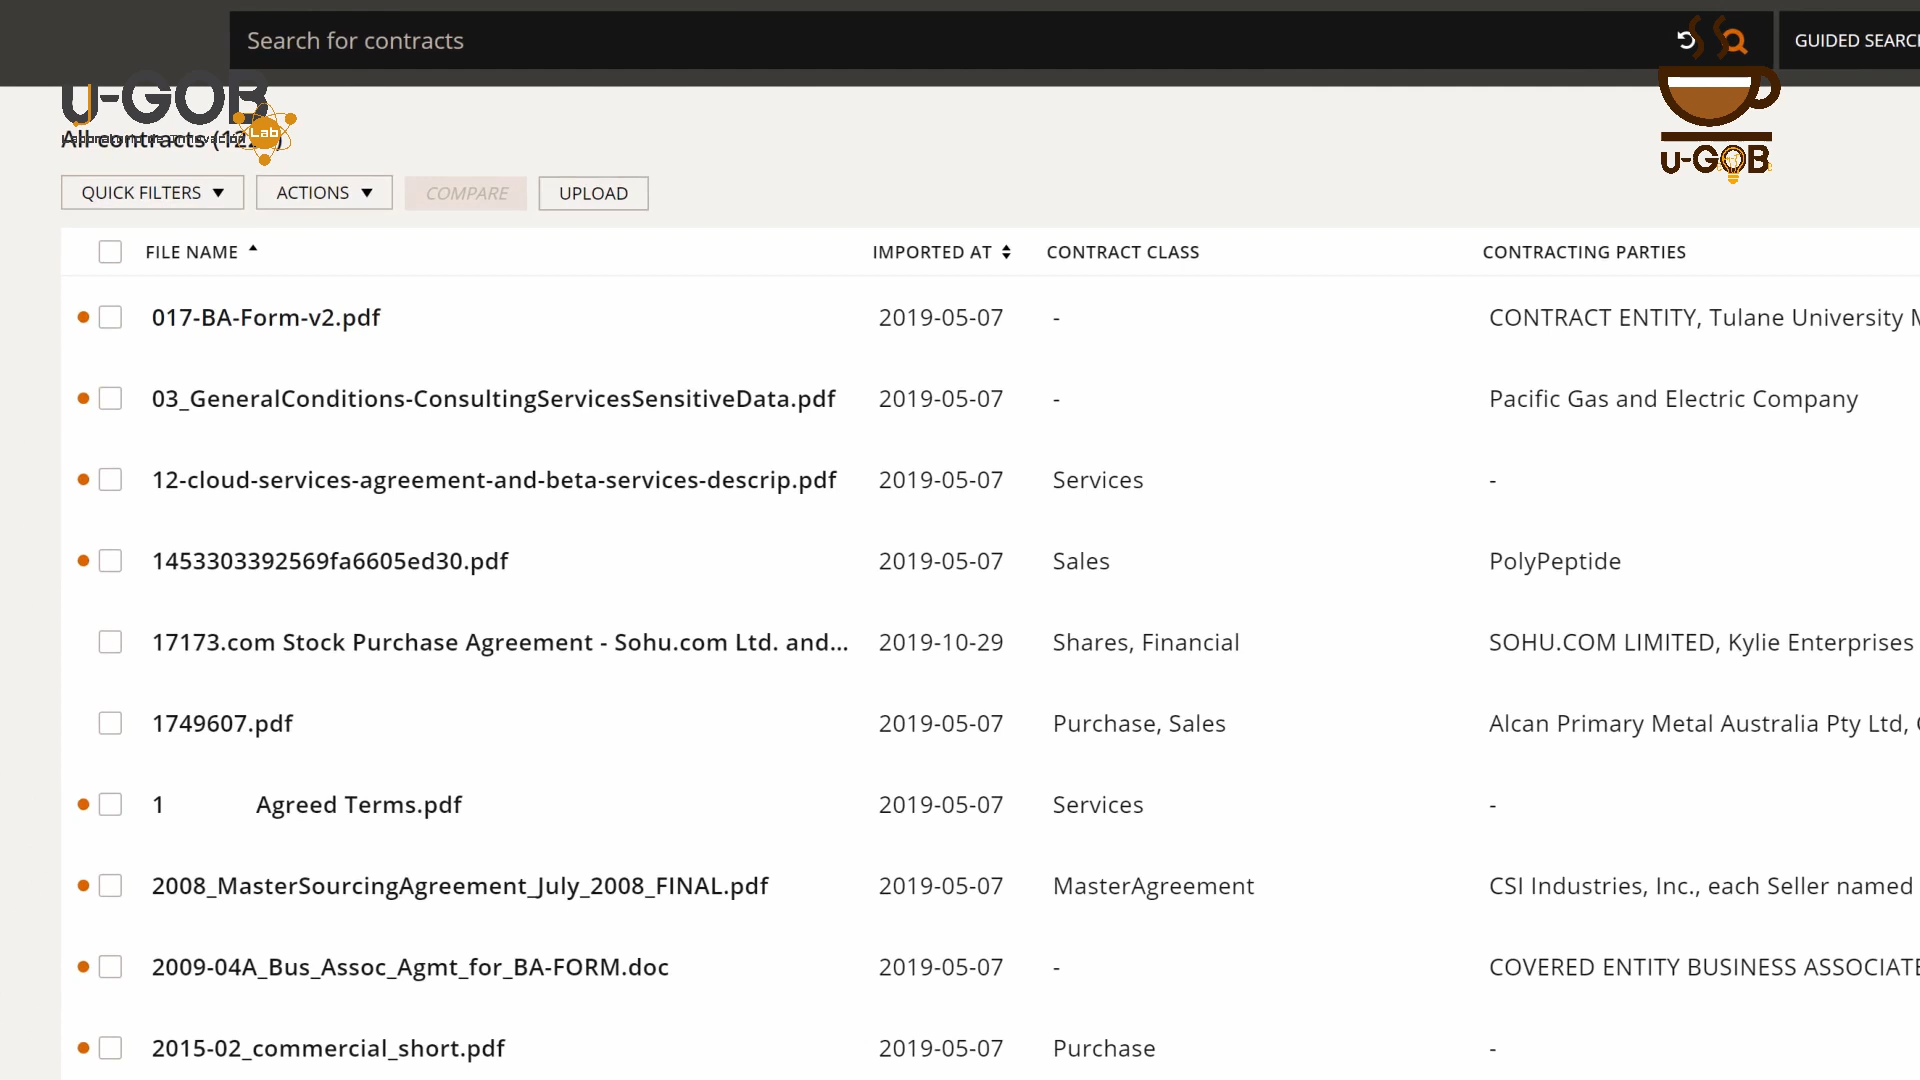 Search for contracts
GUIDED SEARC
U-GOB
Lab
All contracts
U-GOB
QUICK FILTERS
ACTIONS
COMPARE
UPLOAD
FILE NAME IMPORTED AT CONTRACT CLASS CONTRACTING PARTIES
017-BA-Form-v2.pdf 2019-05-07 - CONTRACT ENTITY, Tulane University
03_GeneralConditions-ConsultingServicesSensitiveData.pdf 2019-05-07 - Pacific Gas and Electric Company
12-cloud-services-agreement-and-beta-services-descrip.pdf 2019-05-07 Services -
1453303392569fa6605ed30.pdf 2019-05-07 Sales PolyPeptide
17173.com Stock Purchase Agreement - Sohu.com Ltd. and... 2019-10-29 Shares, Financial SOHU.COM LIMITED, Kylie Enterprises
1749607.pdf 2019-05-07 Purchase, Sales Alcan Primary Metal Australia Pty Ltd,
1 Agreed Terms.pdf 2019-05-07 Services -
2008_MasterSourcingAgreement_July_2008_FINAL.pdf 2019-05-07 MasterAgreement CSI Industries, Inc., each Seller named
2009-04A_Bus_Assoc_Agmt_for_BA-FORM.doc 2019-05-07 - COVERED ENTITY BUSINESS ASSOCIATE
2015-02_commercial_short.pdf 2019-05-07 Purchase -